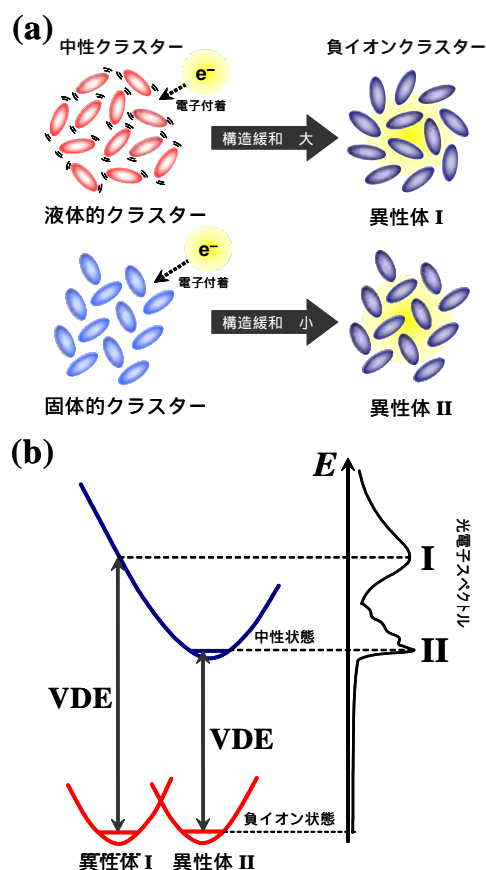 (a)
中性クラスター
負イオンクラスター
e⁻
電子付着
構造緩和 大
液体的クラスター
異性体 I
e⁻
電子付着
構造緩和 小
固体的クラスター
異性体 II
(b)
E
光電子スペクトル
I
中性状態
II
VDE
VDE
負イオン状態
異性体 I
異性体 II